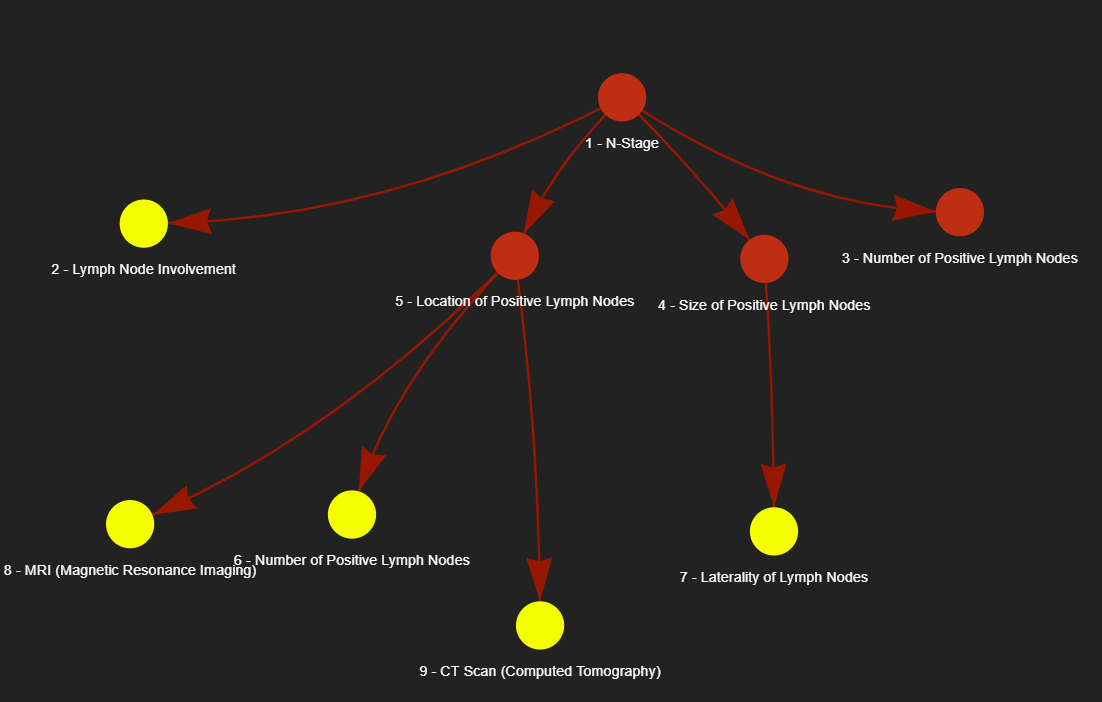 1 - N-Stage
2 - Lymph Node Involvement
3 - Number of Positive Lymph Nodes
5 - Location of Positive Lymph Nodes
4 - Size of Positive Lymph Nodes
8 - MRI (Magnetic Resonance Imaging)
6 - Number of Positive Lymph Nodes
7 - Laterality of Lymph Nodes
9 - CT Scan (Computed Tomography)